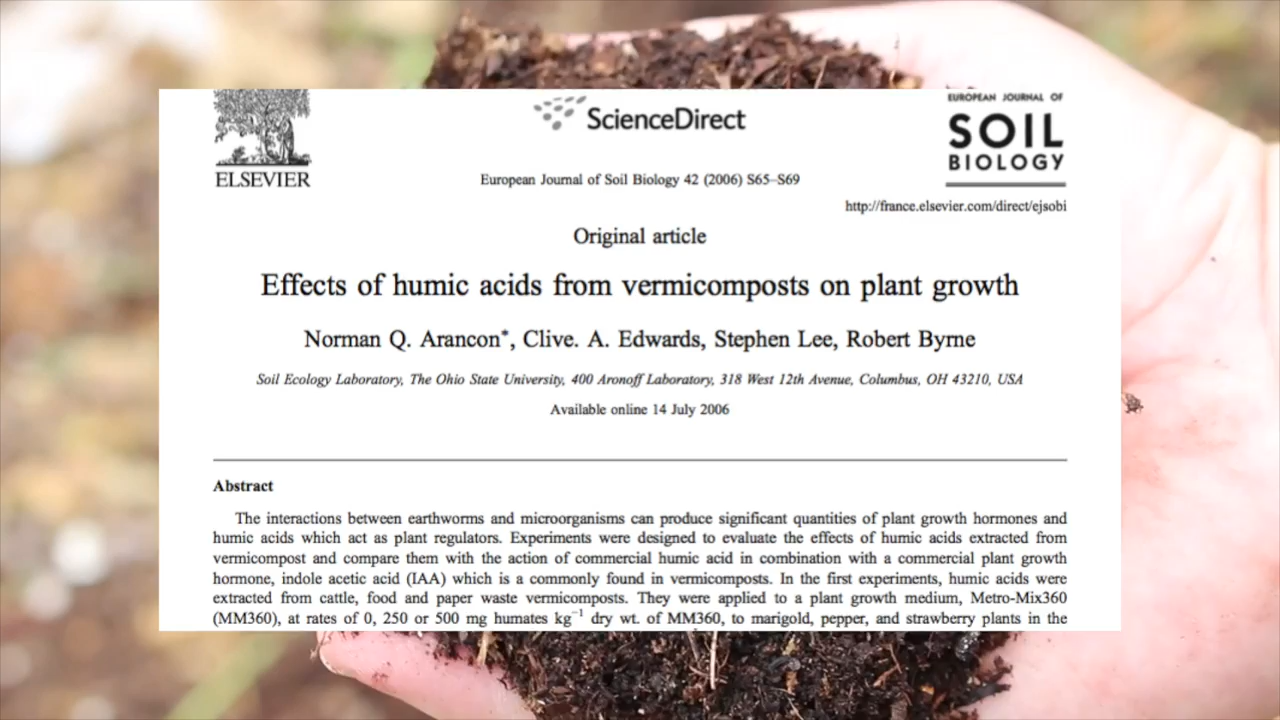 ELSEVIER
ScienceDirect
EUROPEAN JOURNAL OF
SOIL
BIOLOGY
European Journal of Soil Biology 42 (2006) S65–S69
http://france.elsevier.com/direct/ejsobi
Original article
Effects of humic acids from vermicomposts on plant growth
Norman Q. Arancon*, Clive. A. Edwards, Stephen Lee, Robert Byrne
Soil Ecology Laboratory, The Ohio State University, 400 Aronoff Laboratory, 318 West 12th Avenue, Columbus, OH 43210, USA
Available online 14 July 2006
Abstract
The interactions between earthworms and microorganisms can produce significant quantities of plant growth hormones and
humic acids which act as plant regulators. Experiments were designed to evaluate the effects of humic acids extracted from
vermicompost and compare them with the action of commercial humic acid in combination with a commercial plant growth
hormone, indole acetic acid (IAA) which is a commonly found in vermicomposts. In the first experiments, humic acids were
extracted from cattle, food and paper waste vermicomposts. They were applied to a plant growth medium, Metro-Mix360
(MM360), at rates of 0, 250 or 500 mg humates kg⁻¹ dry wt. of MM360, to marigold, pepper, and strawberry plants in the